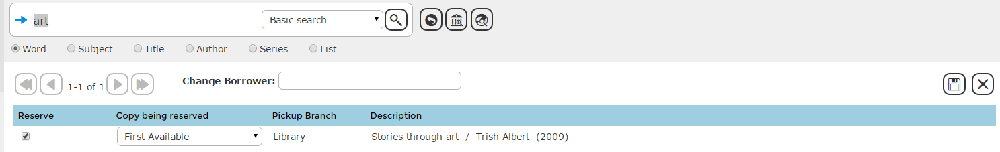 art Basic search
Word Subject Title Author Series List
1-1 of 1 Change Borrower:
Reserve Copy being reserved Pickup Branch Description
First Available Library Stories through art / Trish Albert (2009)